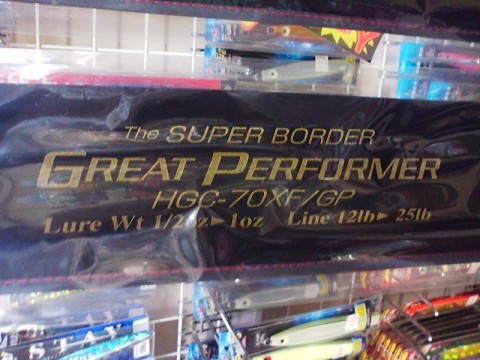 The SUPER BORDER
GREAT PERFORMER
HGC-70XF/GP
Lure Wt 1/2oz►1oz Line 12lb►25lb